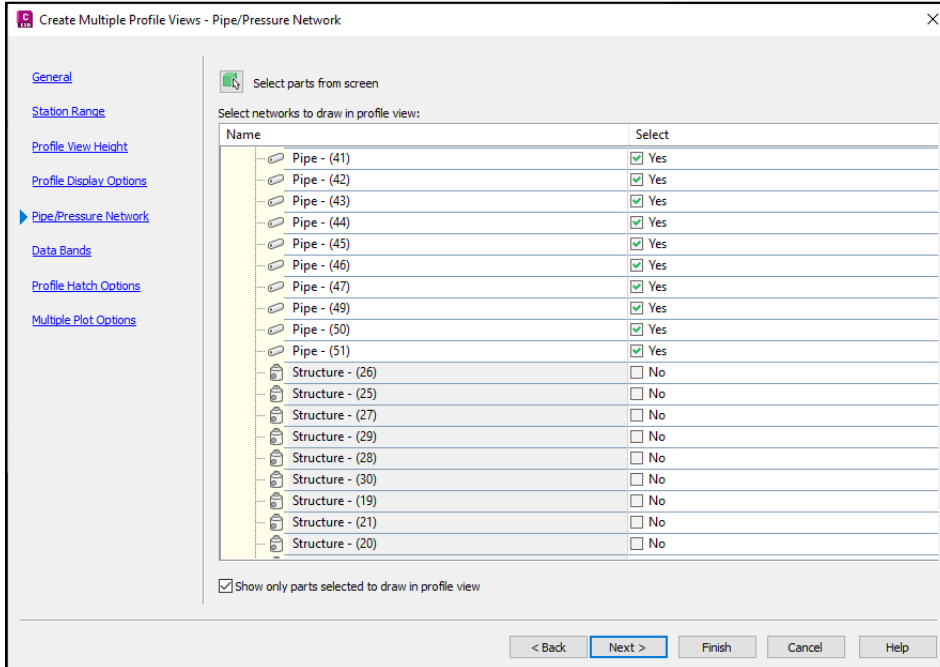 Create Multiple Profile Views - Pipe/Pressure Network
General
Station Range
Profile View Height
Profile Display Options
Pipe/Pressure Network
Data Bands
Profile Hatch Options
Multiple Plot Options
Select parts from screen
Select networks to draw in profile view:
Name Select
Pipe - (41) Yes
Pipe - (42) Yes
Pipe - (43) Yes
Pipe - (44) Yes
Pipe - (45) Yes
Pipe - (46) Yes
Pipe - (47) Yes
Pipe - (49) Yes
Pipe - (50) Yes
Pipe - (51) Yes
Structure - (26) No
Structure - (25) No
Structure - (27) No
Structure - (29) No
Structure - (28) No
Structure - (30) No
Structure - (19) No
Structure - (21) No
Structure - (20) No
Show only parts selected to draw in profile view
< Back Next > Finish Cancel Help